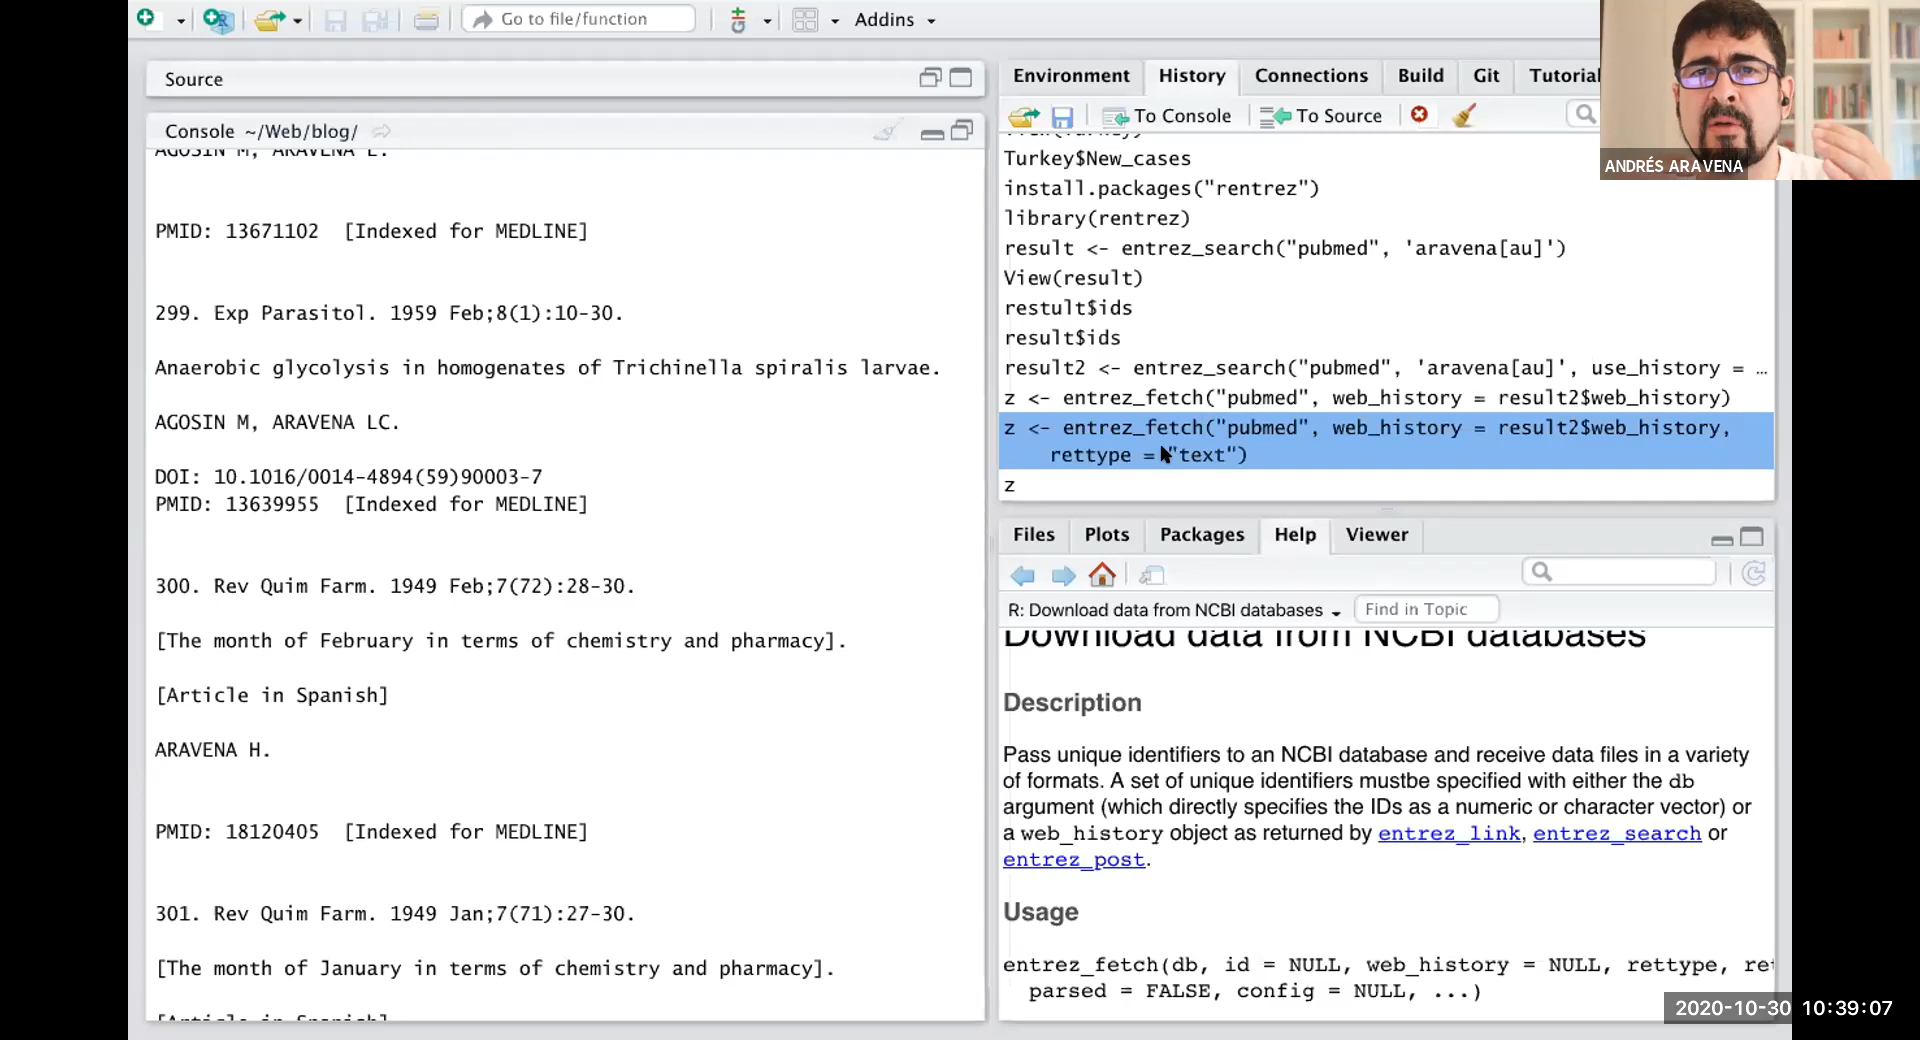 Go to file/function
Addins
Source
Console ~/Web/blog/
AGOSIN M, ARAVENA L.
PMID: 13671102  [Indexed for MEDLINE]
299. Exp Parasitol. 1959 Feb;8(1):10-30.
Anaerobic glycolysis in homogenates of Trichinella spiralis larvae.
AGOSIN M, ARAVENA LC.
DOI: 10.1016/0014-4894(59)90003-7
PMID: 13639955  [Indexed for MEDLINE]
300. Rev Quim Farm. 1949 Feb;7(72):28-30.
[The month of February in terms of chemistry and pharmacy].
[Article in Spanish]
ARAVENA H.
PMID: 18120405  [Indexed for MEDLINE]
301. Rev Quim Farm. 1949 Jan;7(71):27-30.
[The month of January in terms of chemistry and pharmacy].
[Article in Spanish]
Environment History Connections Build Git Tutorial
To Console To Source
Turkey$New_cases
install.packages("rentrez")
library(rentrez)
result <- entrez_search("pubmed", 'aravena[au]')
View(result)
restult$ids
result$ids
result2 <- entrez_search("pubmed", 'aravena[au]', use_history = …
z <- entrez_fetch("pubmed", web_history = result2$web_history)
z <- entrez_fetch("pubmed", web_history = result2$web_history,
rettype = "text")
z
Files Plots Packages Help Viewer
R: Download data from NCBI databases
Find in Topic
Download data from NCBI databases
Description
Pass unique identifiers to an NCBI database and receive data files in a variety
of formats. A set of unique identifiers mustbe specified with either the db
argument (which directly specifies the IDs as a numeric or character vector) or
a web_history object as returned by entrez_link, entrez_search or
entrez_post.
Usage
entrez_fetch(db, id = NULL, web_history = NULL, rettype, ret
parsed = FALSE, config = NULL, ...)
ANDRÉS ARAVENA
2020-10-30 10:39:07